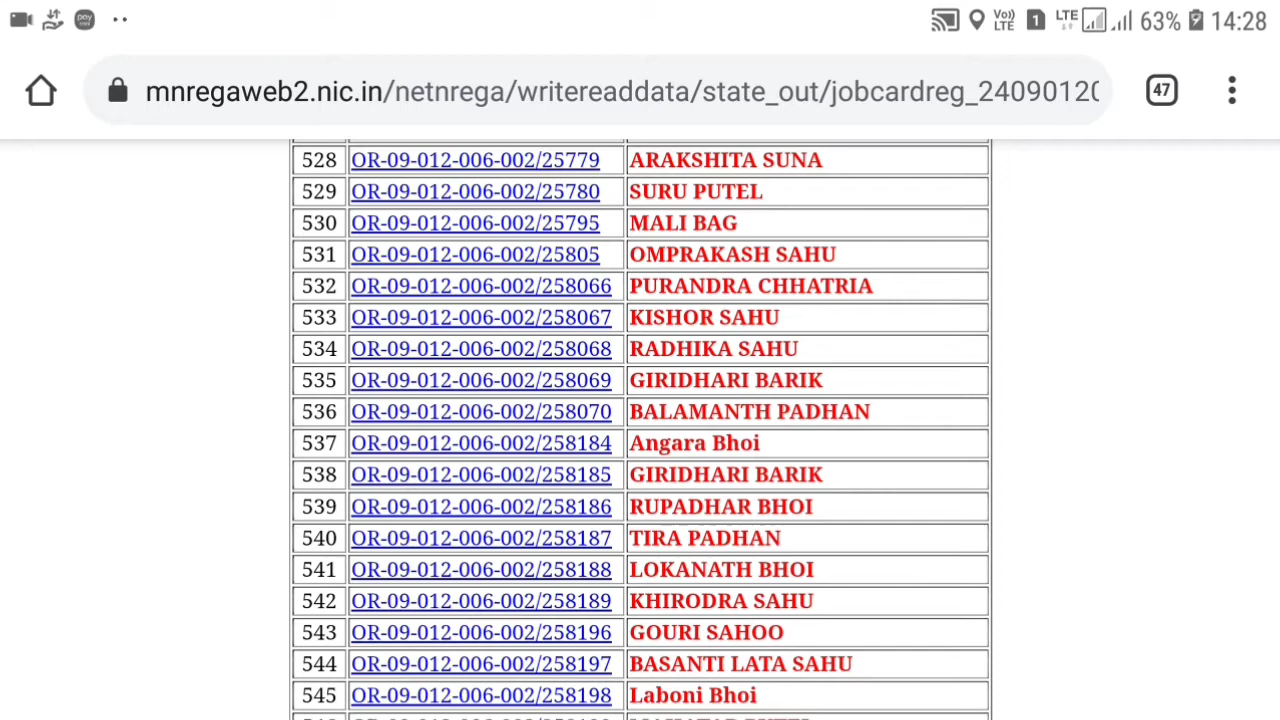 pay
Vo)) LTE 1 LTE 63% 14:28
mnregaweb2.nic.in/netnrega/writereaddata/state_out/jobcardreg_24090120
47
528 OR-09-012-006-002/25779 ARAKSHITA SUNA
529 OR-09-012-006-002/25780 SURU PUTEL
530 OR-09-012-006-002/25795 MALI BAG
531 OR-09-012-006-002/25805 OMPRAKASH SAHU
532 OR-09-012-006-002/258066 PURANDRA CHHATRIA
533 OR-09-012-006-002/258067 KISHOR SAHU
534 OR-09-012-006-002/258068 RADHIKA SAHU
535 OR-09-012-006-002/258069 GIRIDHARI BARIK
536 OR-09-012-006-002/258070 BALAMANTH PADHAN
537 OR-09-012-006-002/258184 Angara Bhoi
538 OR-09-012-006-002/258185 GIRIDHARI BARIK
539 OR-09-012-006-002/258186 RUPADHAR BHOI
540 OR-09-012-006-002/258187 TIRA PADHAN
541 OR-09-012-006-002/258188 LOKANATH BHOI
542 OR-09-012-006-002/258189 KHIRODRA SAHU
543 OR-09-012-006-002/258196 GOURI SAHOO
544 OR-09-012-006-002/258197 BASANTI LATA SAHU
545 OR-09-012-006-002/258198 Laboni Bhoi